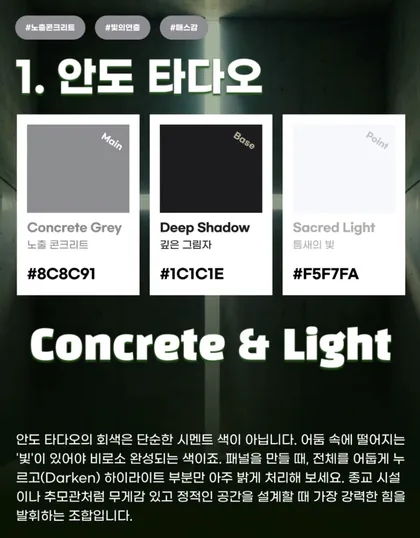 #노출콘크리트 #빛의연출 #매스감
1. 안도 타다오
Main
Base
Point
Concrete Grey
노출 콘크리트
#8C8C91
Deep Shadow
깊은 그림자
#1C1C1E
Sacred Light
틈새의 빛
#F5F7FA
Concrete & Light
안도 타다오의 회색은 단순한 시멘트 색이 아닙니다. 어둠 속에 떨어지는
'빛'이 있어야 비로소 완성되는 색이죠. 패널을 만들 때, 전체를 어둡게 누
르고(Darken) 하이라이트 부분만 아주 밝게 처리해 보세요. 종교 시설
이나 추모관처럼 무게감 있고 정적인 공간을 설계할 때 가장 강력한 힘을
발휘하는 조합입니다.